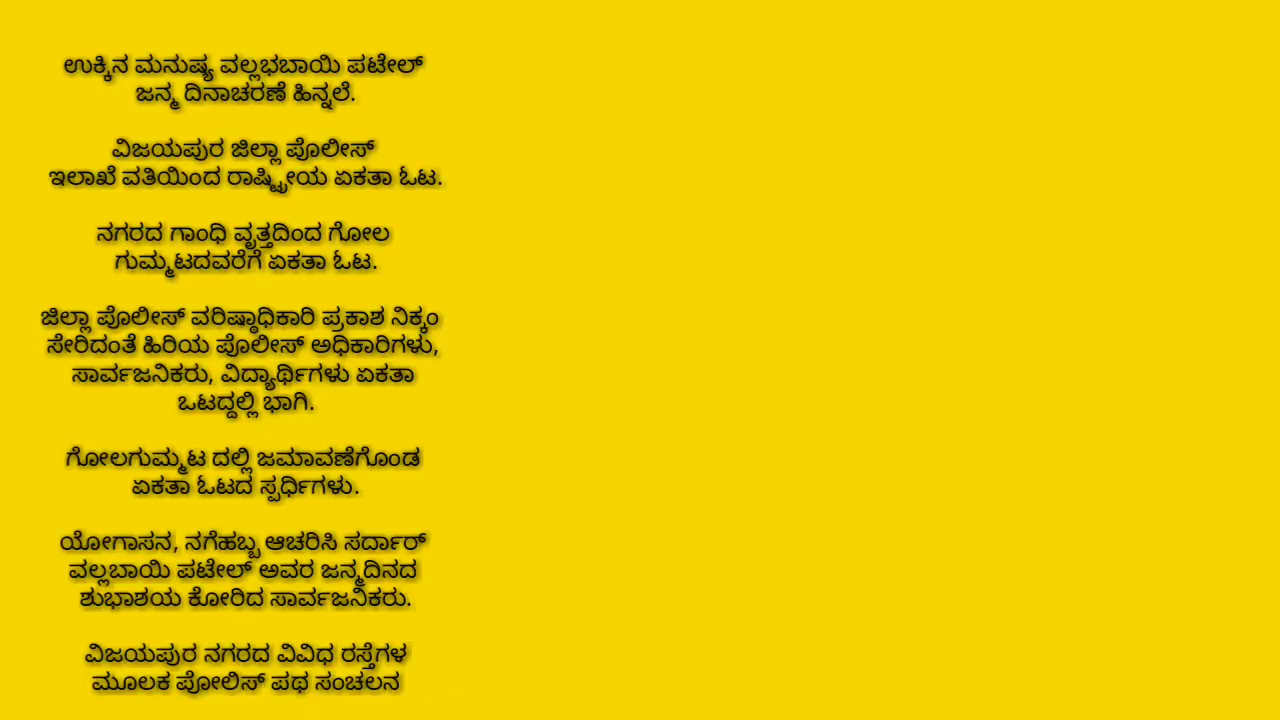 ಉಕ್ಕಿನ ಮನುಷ್ಯ ವಲ್ಲಭಬಾಯಿ ಪಟೇಲ್
ಜನ್ಮ ದಿನಾಚರಣೆ ಹಿನ್ನಲೆ.
ವಿಜಯಪುರ ಜಿಲ್ಲಾ ಪೊಲೀಸ್
ಇಲಾಖೆ ವತಿಯಿಂದ ರಾಷ್ಟ್ರೀಯ ಏಕತಾ ಓಟ.
ನಗರದ ಗಾಂಧಿ ವೃತ್ತದಿಂದ ಗೋಲ
ಗುಮ್ಮಟದವರೆಗೆ ಏಕತಾ ಓಟ.
ಜಿಲ್ಲಾ ಪೊಲೀಸ್ ವರಿಷ್ಠಾಧಿಕಾರಿ ಪ್ರಕಾಶ ನಿಕ್ಕಂ
ಸೇರಿದಂತೆ ಹಿರಿಯ ಪೊಲೀಸ್ ಅಧಿಕಾರಿಗಳು,
ಸಾರ್ವಜನಿಕರು, ವಿದ್ಯಾರ್ಥಿಗಳು ಏಕತಾ
ಒಟದ್ದಲ್ಲಿ ಭಾಗಿ.
ಗೋಲಗುಮ್ಮಟ ದಲ್ಲಿ ಜಮಾವಣೆಗೊಂಡ
ಏಕತಾ ಓಟದ ಸ್ಪರ್ಧಿಗಳು.
ಯೋಗಾಸನ, ನಗೆಹಬ್ಬ ಆಚರಿಸಿ ಸರ್ದಾರ್
ವಲ್ಲಬಾಯಿ ಪಟೇಲ್ ಅವರ ಜನ್ಮದಿನದ
ಶುಭಾಶಯ ಕೋರಿದ ಸಾರ್ವಜನಿಕರು.
ವಿಜಯಪುರ ನಗರದ ವಿವಿಧ ರಸ್ತೆಗಳ
ಮೂಲಕ ಪೋಲಿಸ್ ಪಥ ಸಂಚಲನ